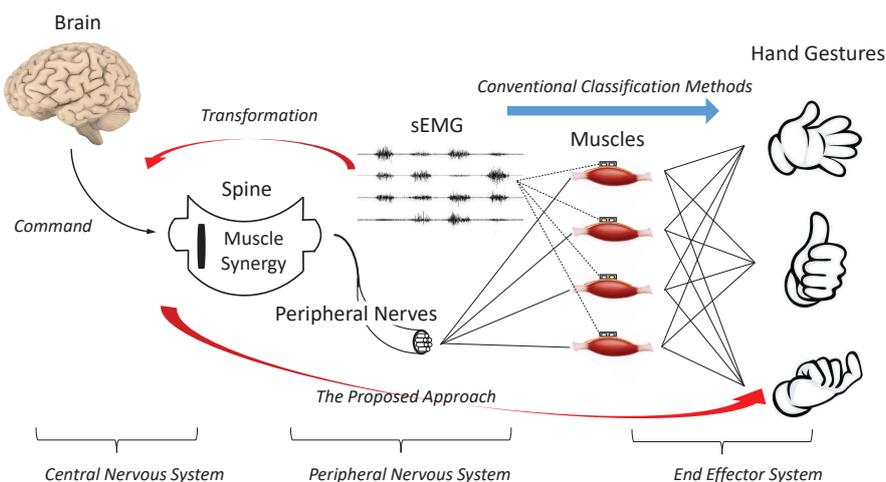 Brain
Hand Gestures
Conventional Classification Methods
Transformation
sEMG
Muscles
Spine
Command
Muscle
Synergy
Peripheral Nerves
The Proposed Approach
Central Nervous System
Peripheral Nervous System
End Effector System